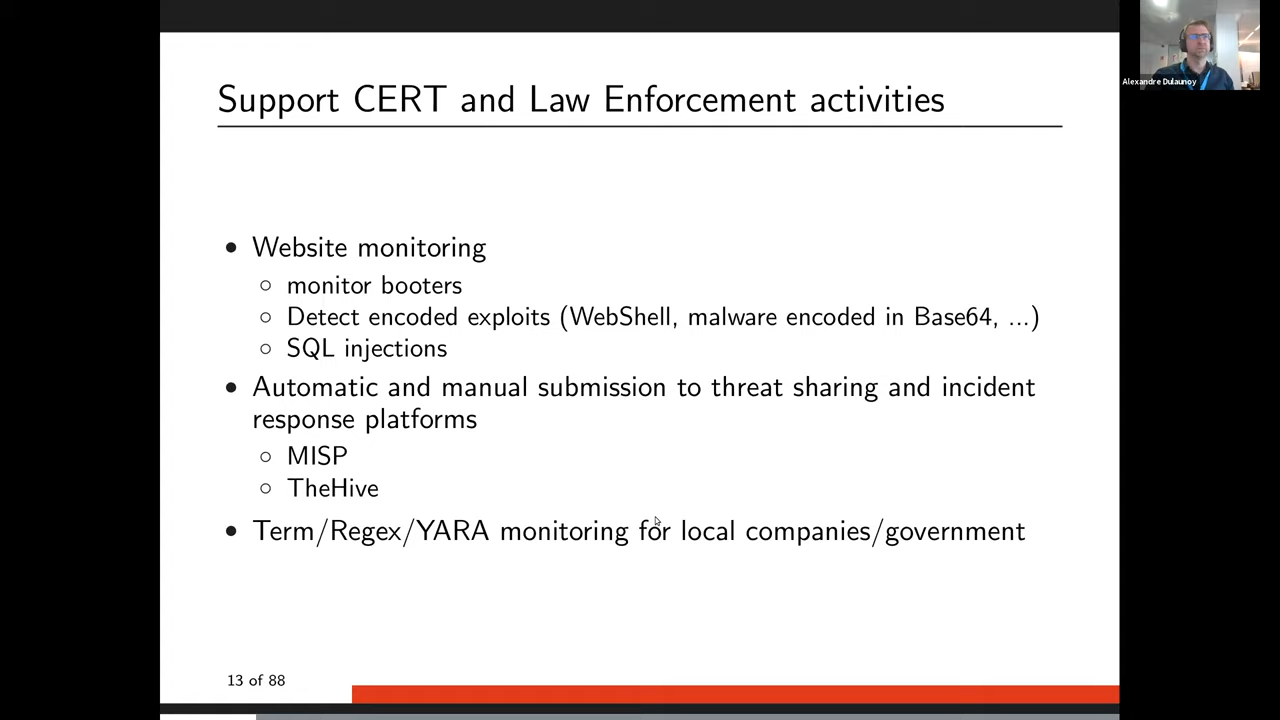 Support CERT and Law Enforcement activities
Alexandre Dulaunoy
• Website monitoring
○ monitor booters
○ Detect encoded exploits (WebShell, malware encoded in Base64, ...)
○ SQL injections
• Automatic and manual submission to threat sharing and incident
response platforms
○ MISP
○ TheHive
• Term/Regex/YARA monitoring for local companies/government
13 of 88